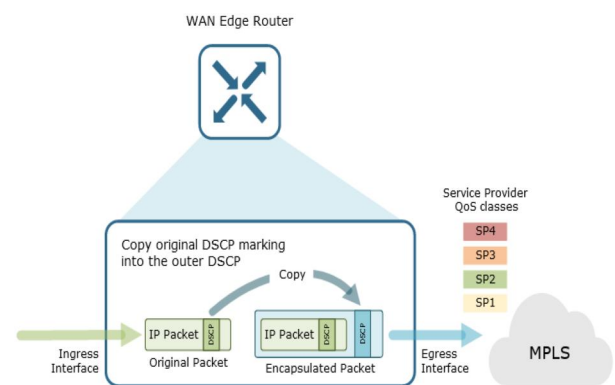 WAN Edge Router
Service Provider
QoS classes
SP4
SP3
SP2
SP1
Copy original DSCP marking
into the outer DSCP
Copy
IP Packet
DSCP
IP Packet
DSCP
DSCP
Ingress
Interface
Original Packet
Encapsulated Packet
Egress
Interface
MPLS